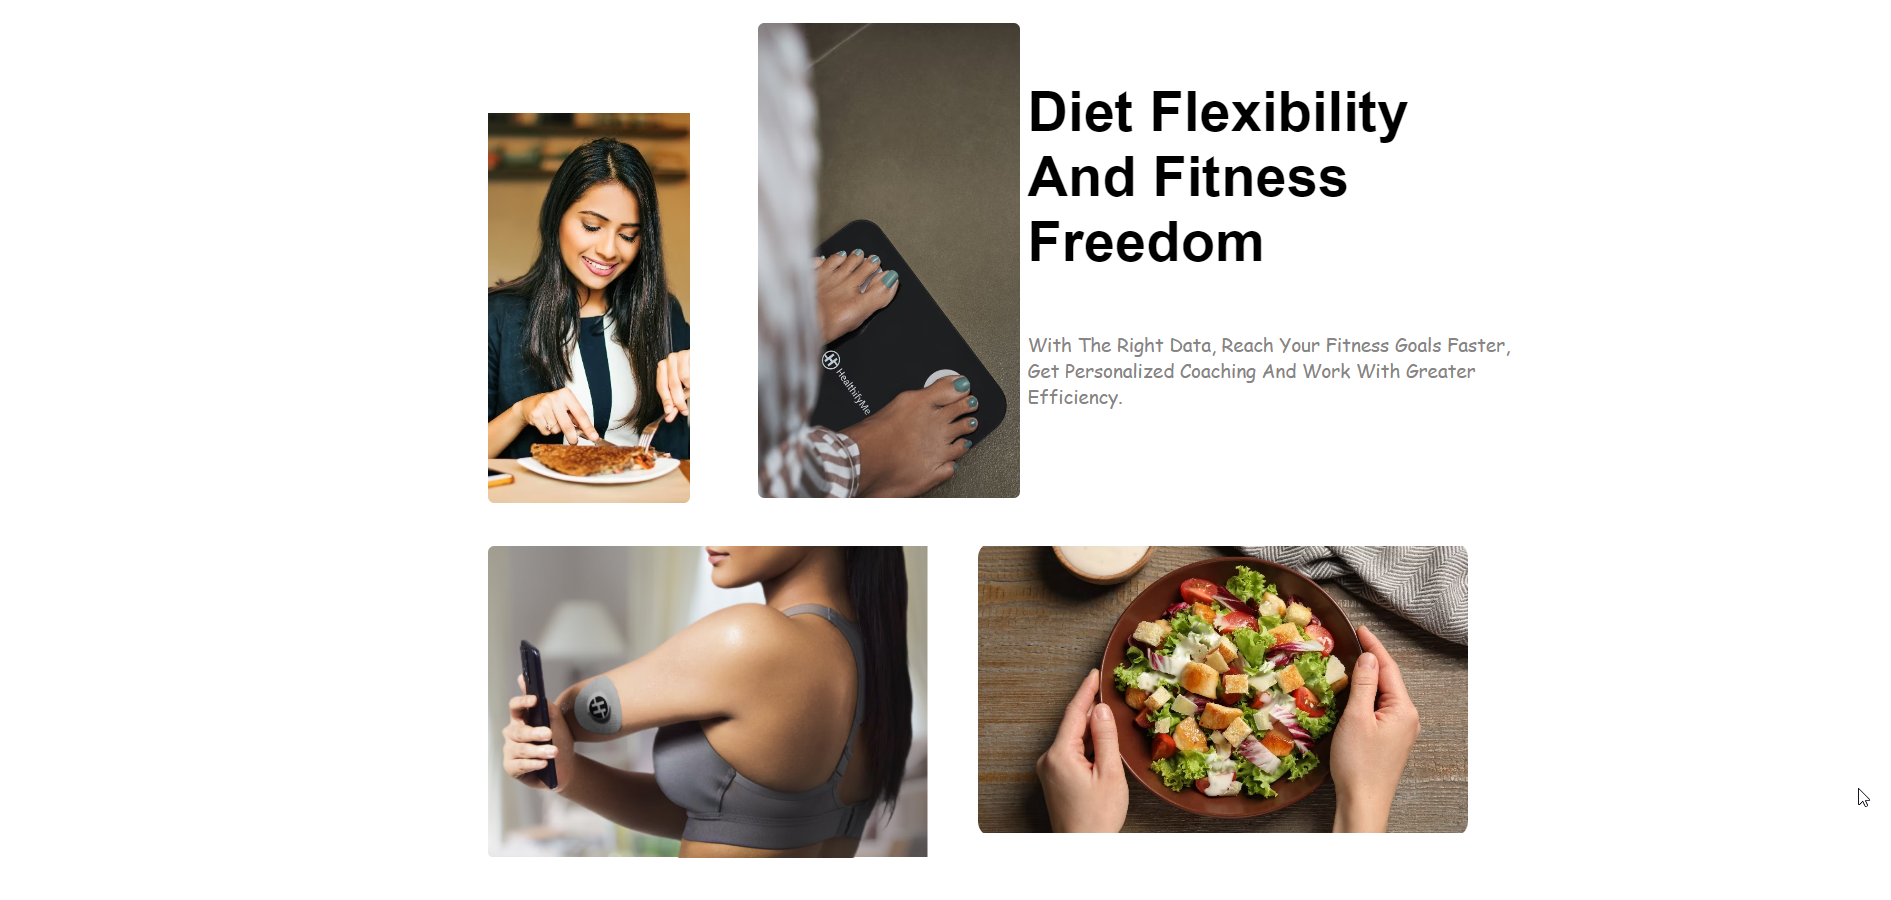 Diet Flexibility
And Fitness
Freedom
With The Right Data, Reach Your Fitness Goals Faster,
Get Personalized Coaching And Work With Greater
Efficiency.
HealthifyMe